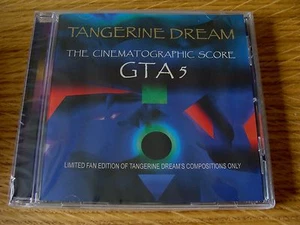 TANGERINE DREAM
THE CINEMATOGRAPHIC SCORE
GTA 5
LIMITED FAN EDITION OF TANGERINE DREAM'S COMPOSITIONS ONLY